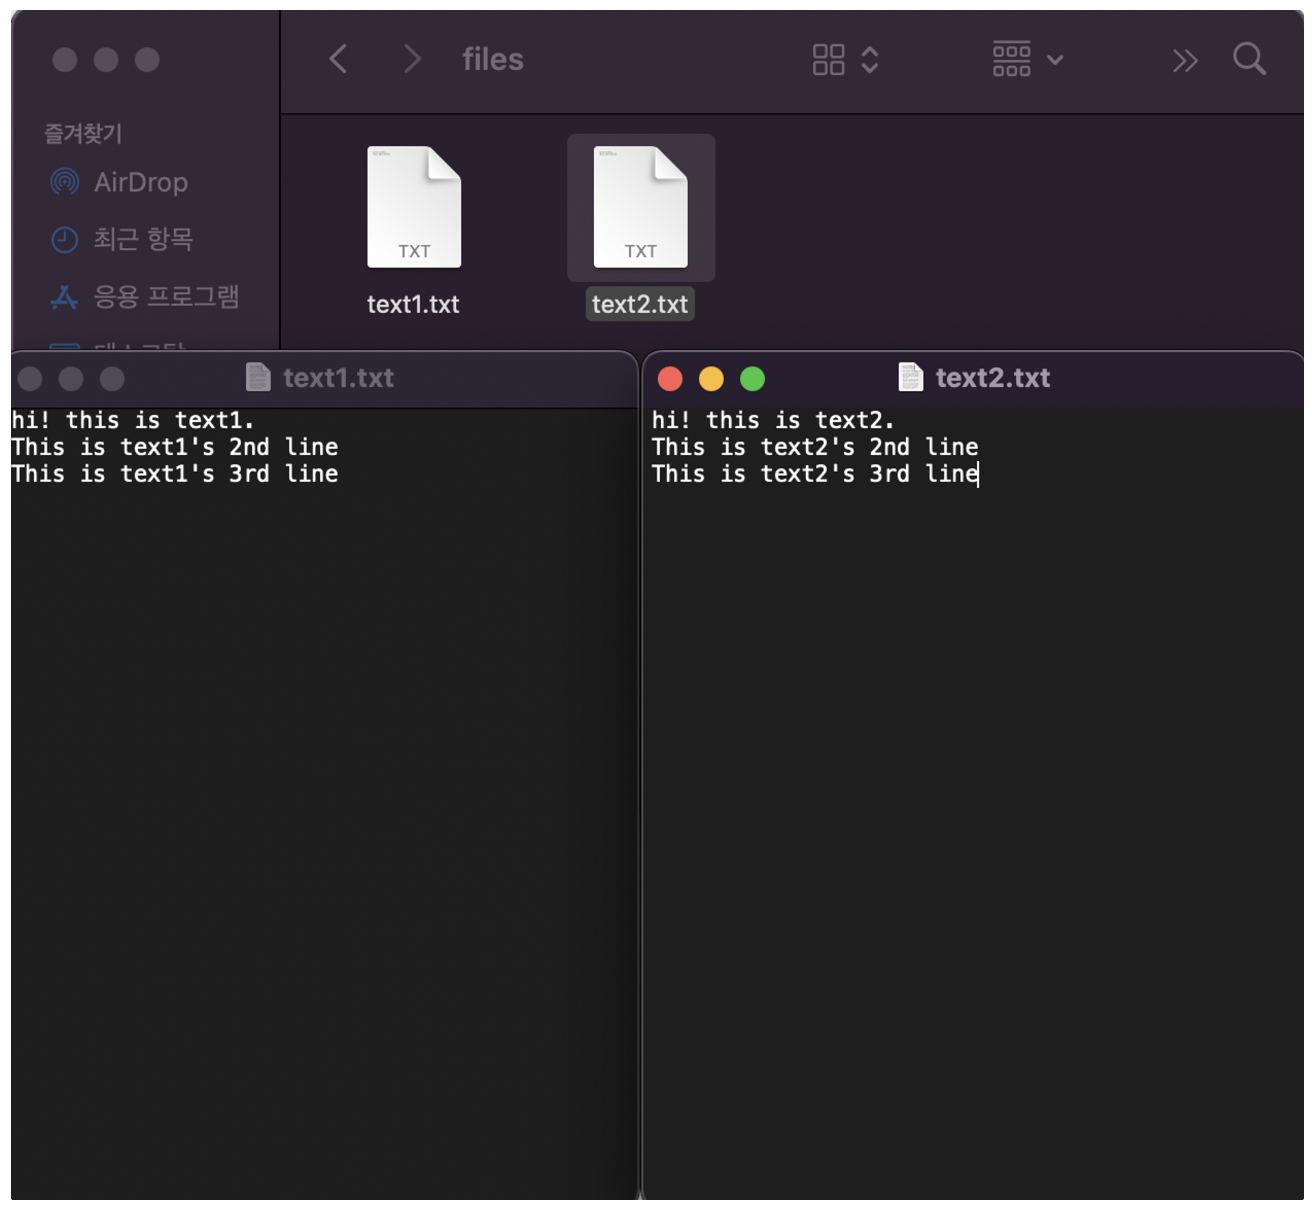 files
즐겨찾기
AirDrop
최근 항목
응용 프로그램
TXT
TXT
text1.txt
text2.txt
text1.txt
hi! this is text1.
This is text1's 2nd line
This is text1's 3rd line
text2.txt
hi! this is text2.
This is text2's 2nd line
This is text2's 3rd line